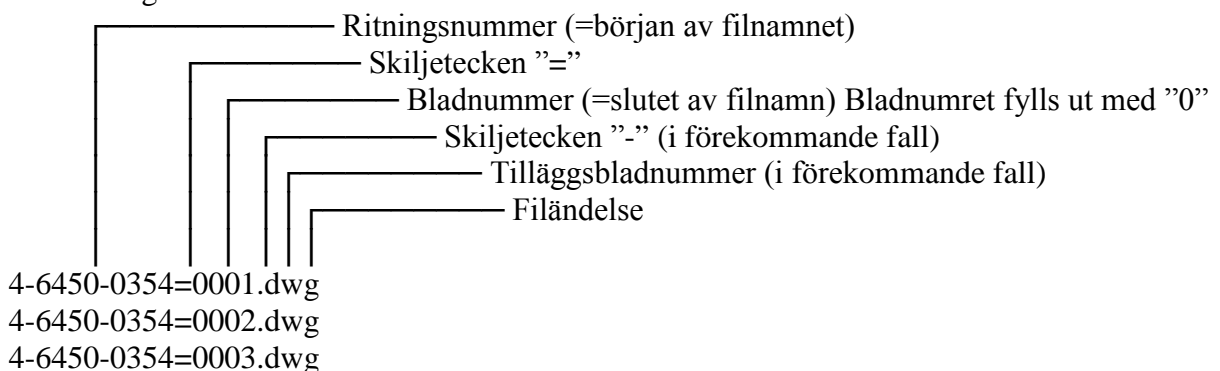 Ritningsnummer (=början av filnamnet)
Skiljetecken ”=”
Bladnummer (=slutet av filnamn) Bladnumret fylls ut med ”0”
Skiljetecken ”-” (i förekommande fall)
Tilläggsbladnummer (i förekommande fall)
Filändelse
4-6450-0354=0001.dwg
4-6450-0354=0002.dwg
4-6450-0354=0003.dwg